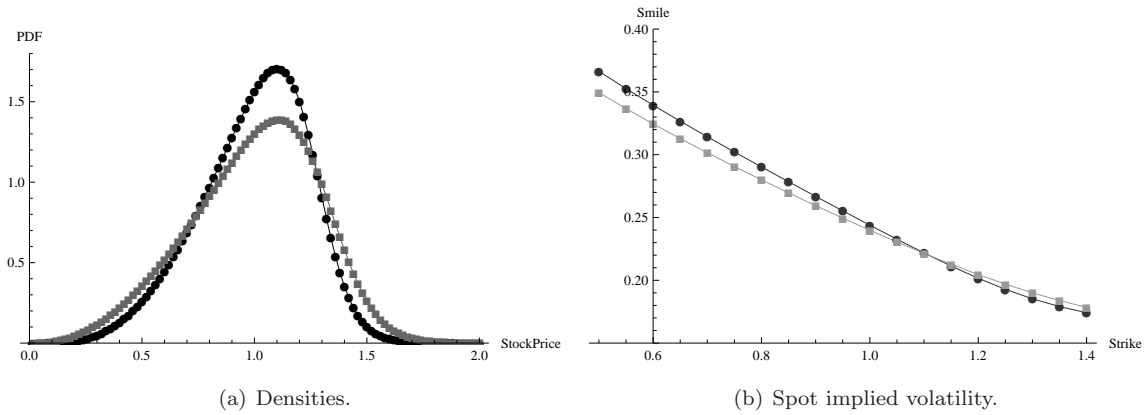 PDF
1.5
1.0
0.5
0.0 0.5 1.0 1.5 2.0 StockPrice
(a) Densities.
Smile
0.40
0.35
0.30
0.25
0.20
0.6 0.8 1.0 1.2 1.4 Strike
(b) Spot implied volatility.